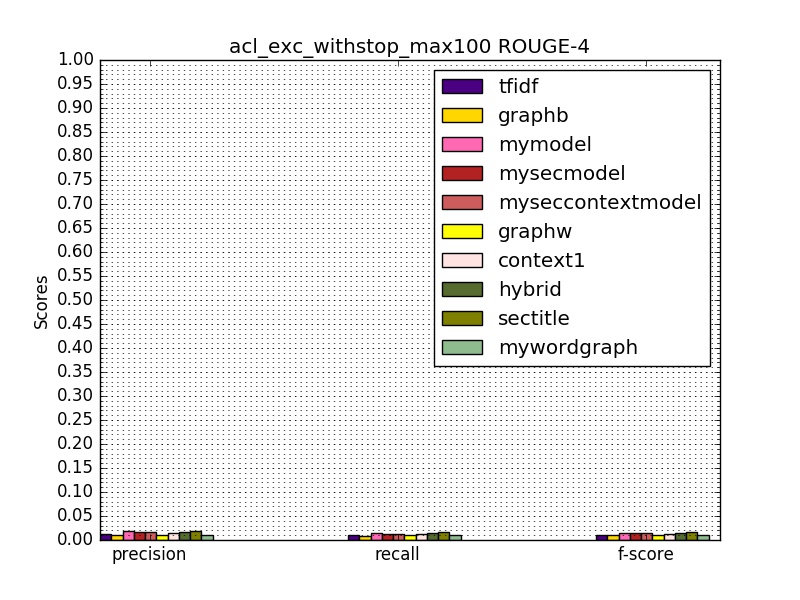 acl_exc_withstop_max100 ROUGE-4
1.00
0.95
0.90
0.85
0.80
0.75
0.70
0.65
0.60
0.55
0.50
0.45
0.40
0.35
0.30
0.25
0.20
0.15
0.10
0.05
0.00
Scores
tfidf
graphb
mymodel
mysecmodel
myseccontextmodel
graphw
context1
hybrid
sectitle
mywordgraph
precision
recall
f-score